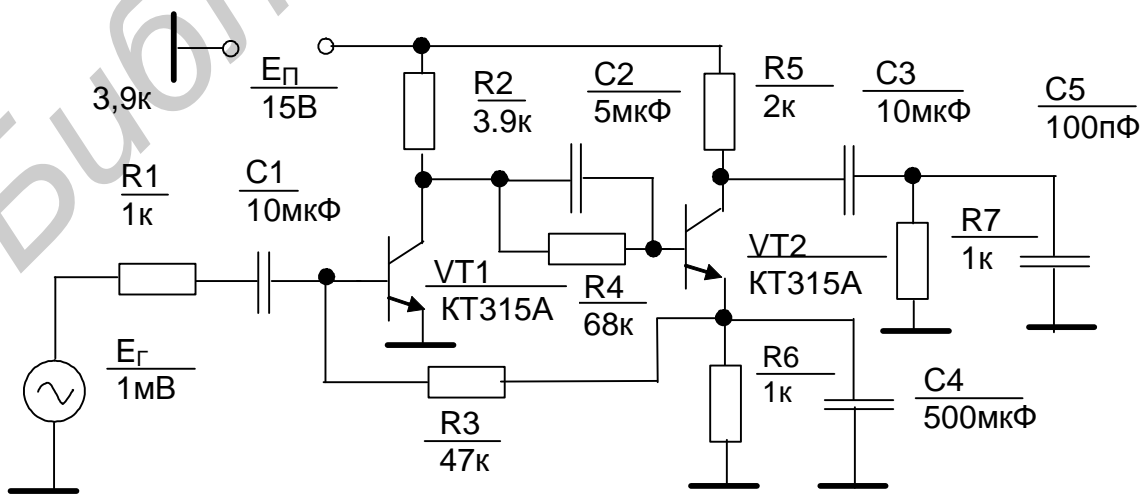 Библ
3,9к
EП
15В
R2
3.9к
C2
5мкФ
R5
2к
C3
10мкФ
C5
100пФ
R1
1к
C1
10мкФ
VT1
КТ315А
R4
68к
VT2
КТ315А
R7
1к
EГ
1мВ
R3
47к
R6
1к
C4
500мкФ